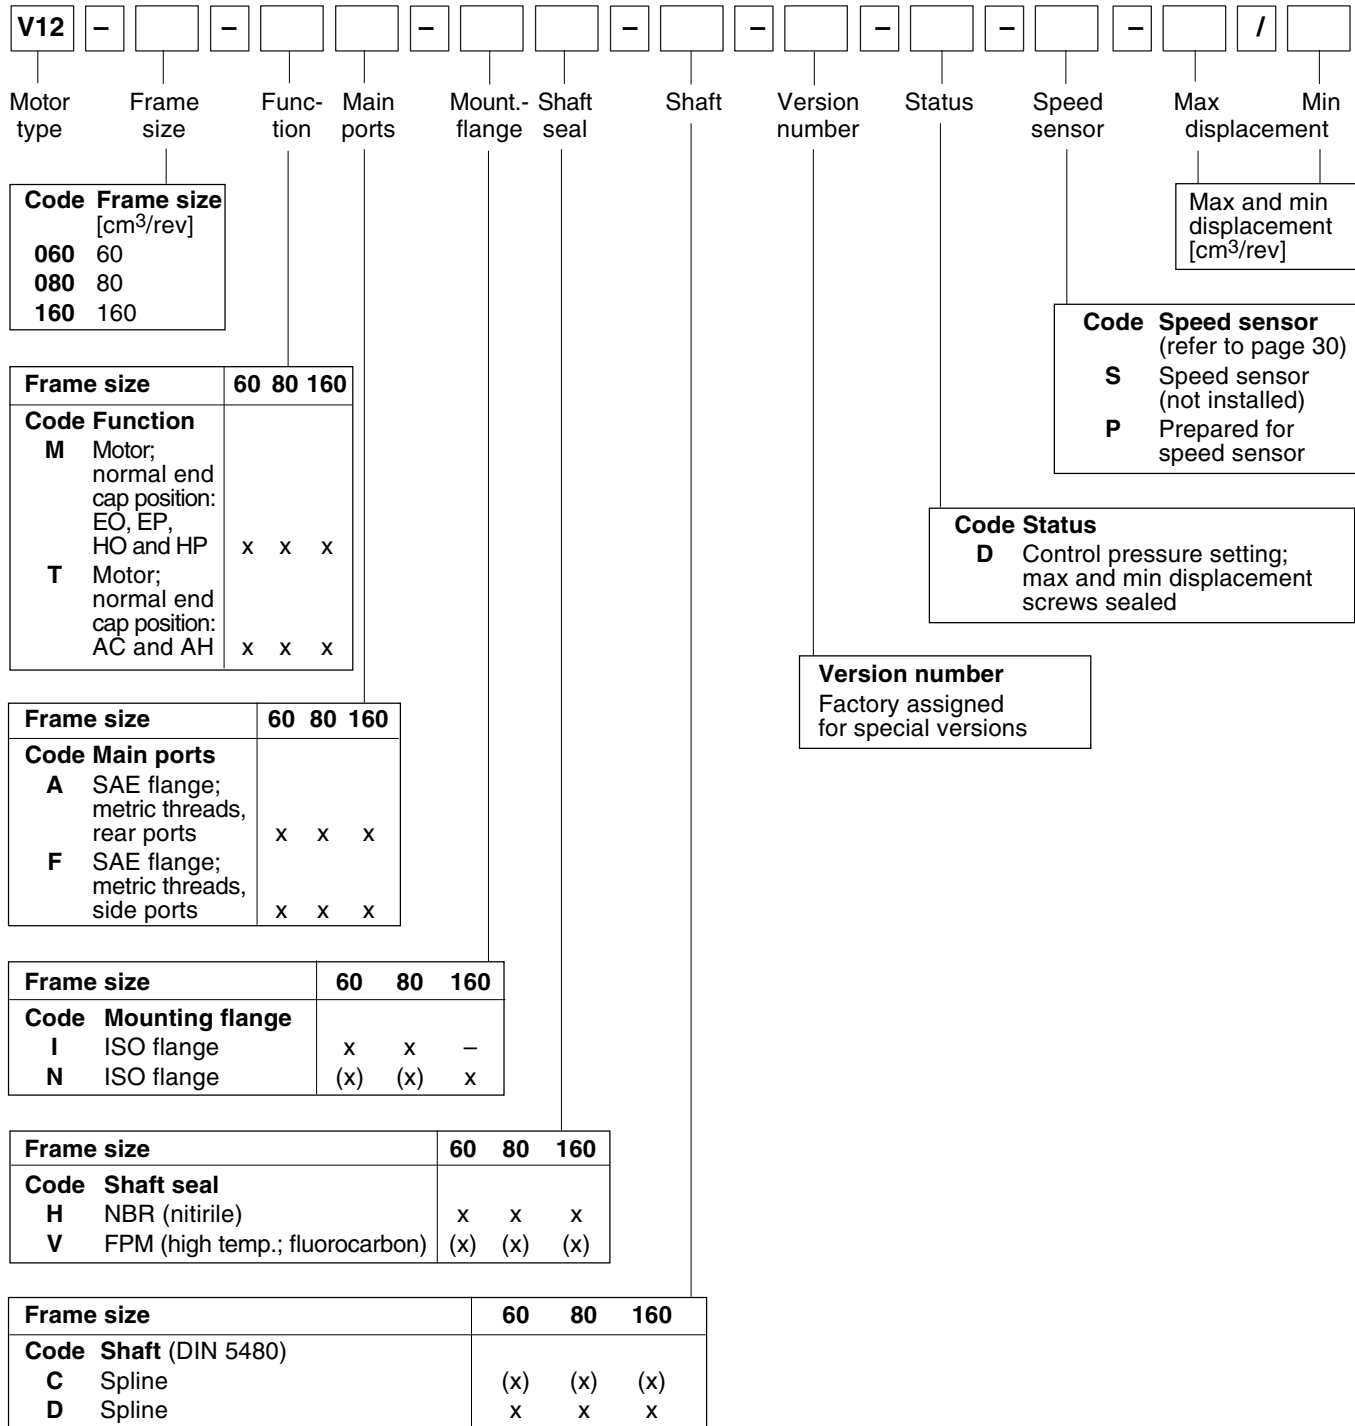 V12 – – – – – – – – /
Motor type
Frame size
Func- tion
Main ports
Mount.- flange
Shaft seal
Shaft
Version number
Status
Speed sensor
Max Min
displacement
Code Frame size
[cm3/rev]
060 60
080 80
160 160
Max and min
displacement
[cm3/rev]
Code Speed sensor
(refer to page 30)
S Speed sensor
(not installed)
P Prepared for
speed sensor
Frame size 60 80 160
Code Function
M Motor;
normal end
cap position:
EO, EP,
HO and HP x x x
T Motor;
normal end
cap position:
AC and AH x x x
Code Status
D Control pressure setting;
max and min displacement
screws sealed
Version number
Factory assigned
for special versions
Frame size 60 80 160
Code Main ports
A SAE flange;
metric threads,
rear ports x x x
F SAE flange;
metric threads,
side ports x x x
Frame size 60 80 160
Code Mounting flange
I ISO flange x x –
N ISO flange (x) (x) x
Frame size 60 80 160
Code Shaft seal
H NBR (nitirile) x x x
V FPM (high temp.; fluorocarbon) (x) (x) (x)
Frame size 60 80 160
Code Shaft (DIN 5480)
C Spline (x) (x) (x)
D Spline x x x